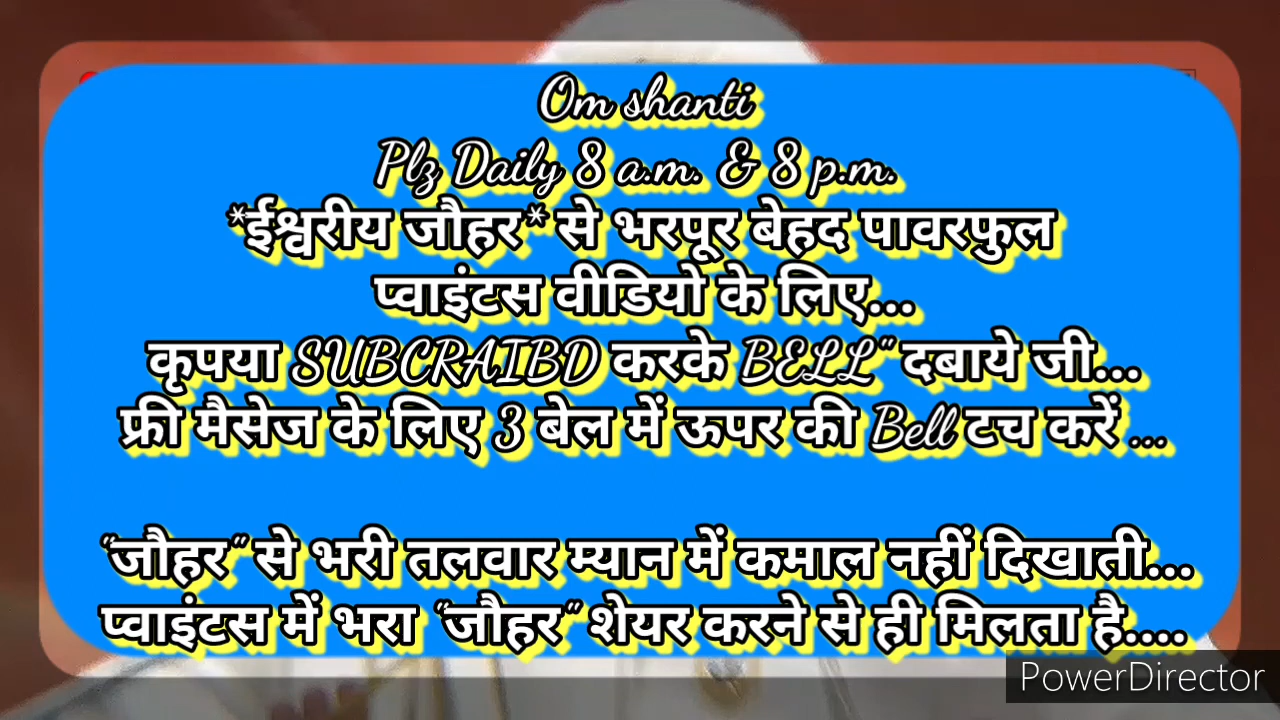 Om shanti
Plz Daily 8 a.m. & 8 p.m.
*ईश्वरीय जौहर* से भरपूर बेहद पावरफुल
प्वाइंटस वीडियो के लिए...
कृपया SUBCRAIBD करके BELL" दबाये जी...
फ्री मैसेज के लिए 3 बेल में ऊपर की Bell टच करें ...
"जौहर" से भरी तलवार म्यान में कमाल नहीं दिखाती...
प्वाइंटस में भरा "जौहर" शेयर करने से ही मिलता है....
PowerDirector